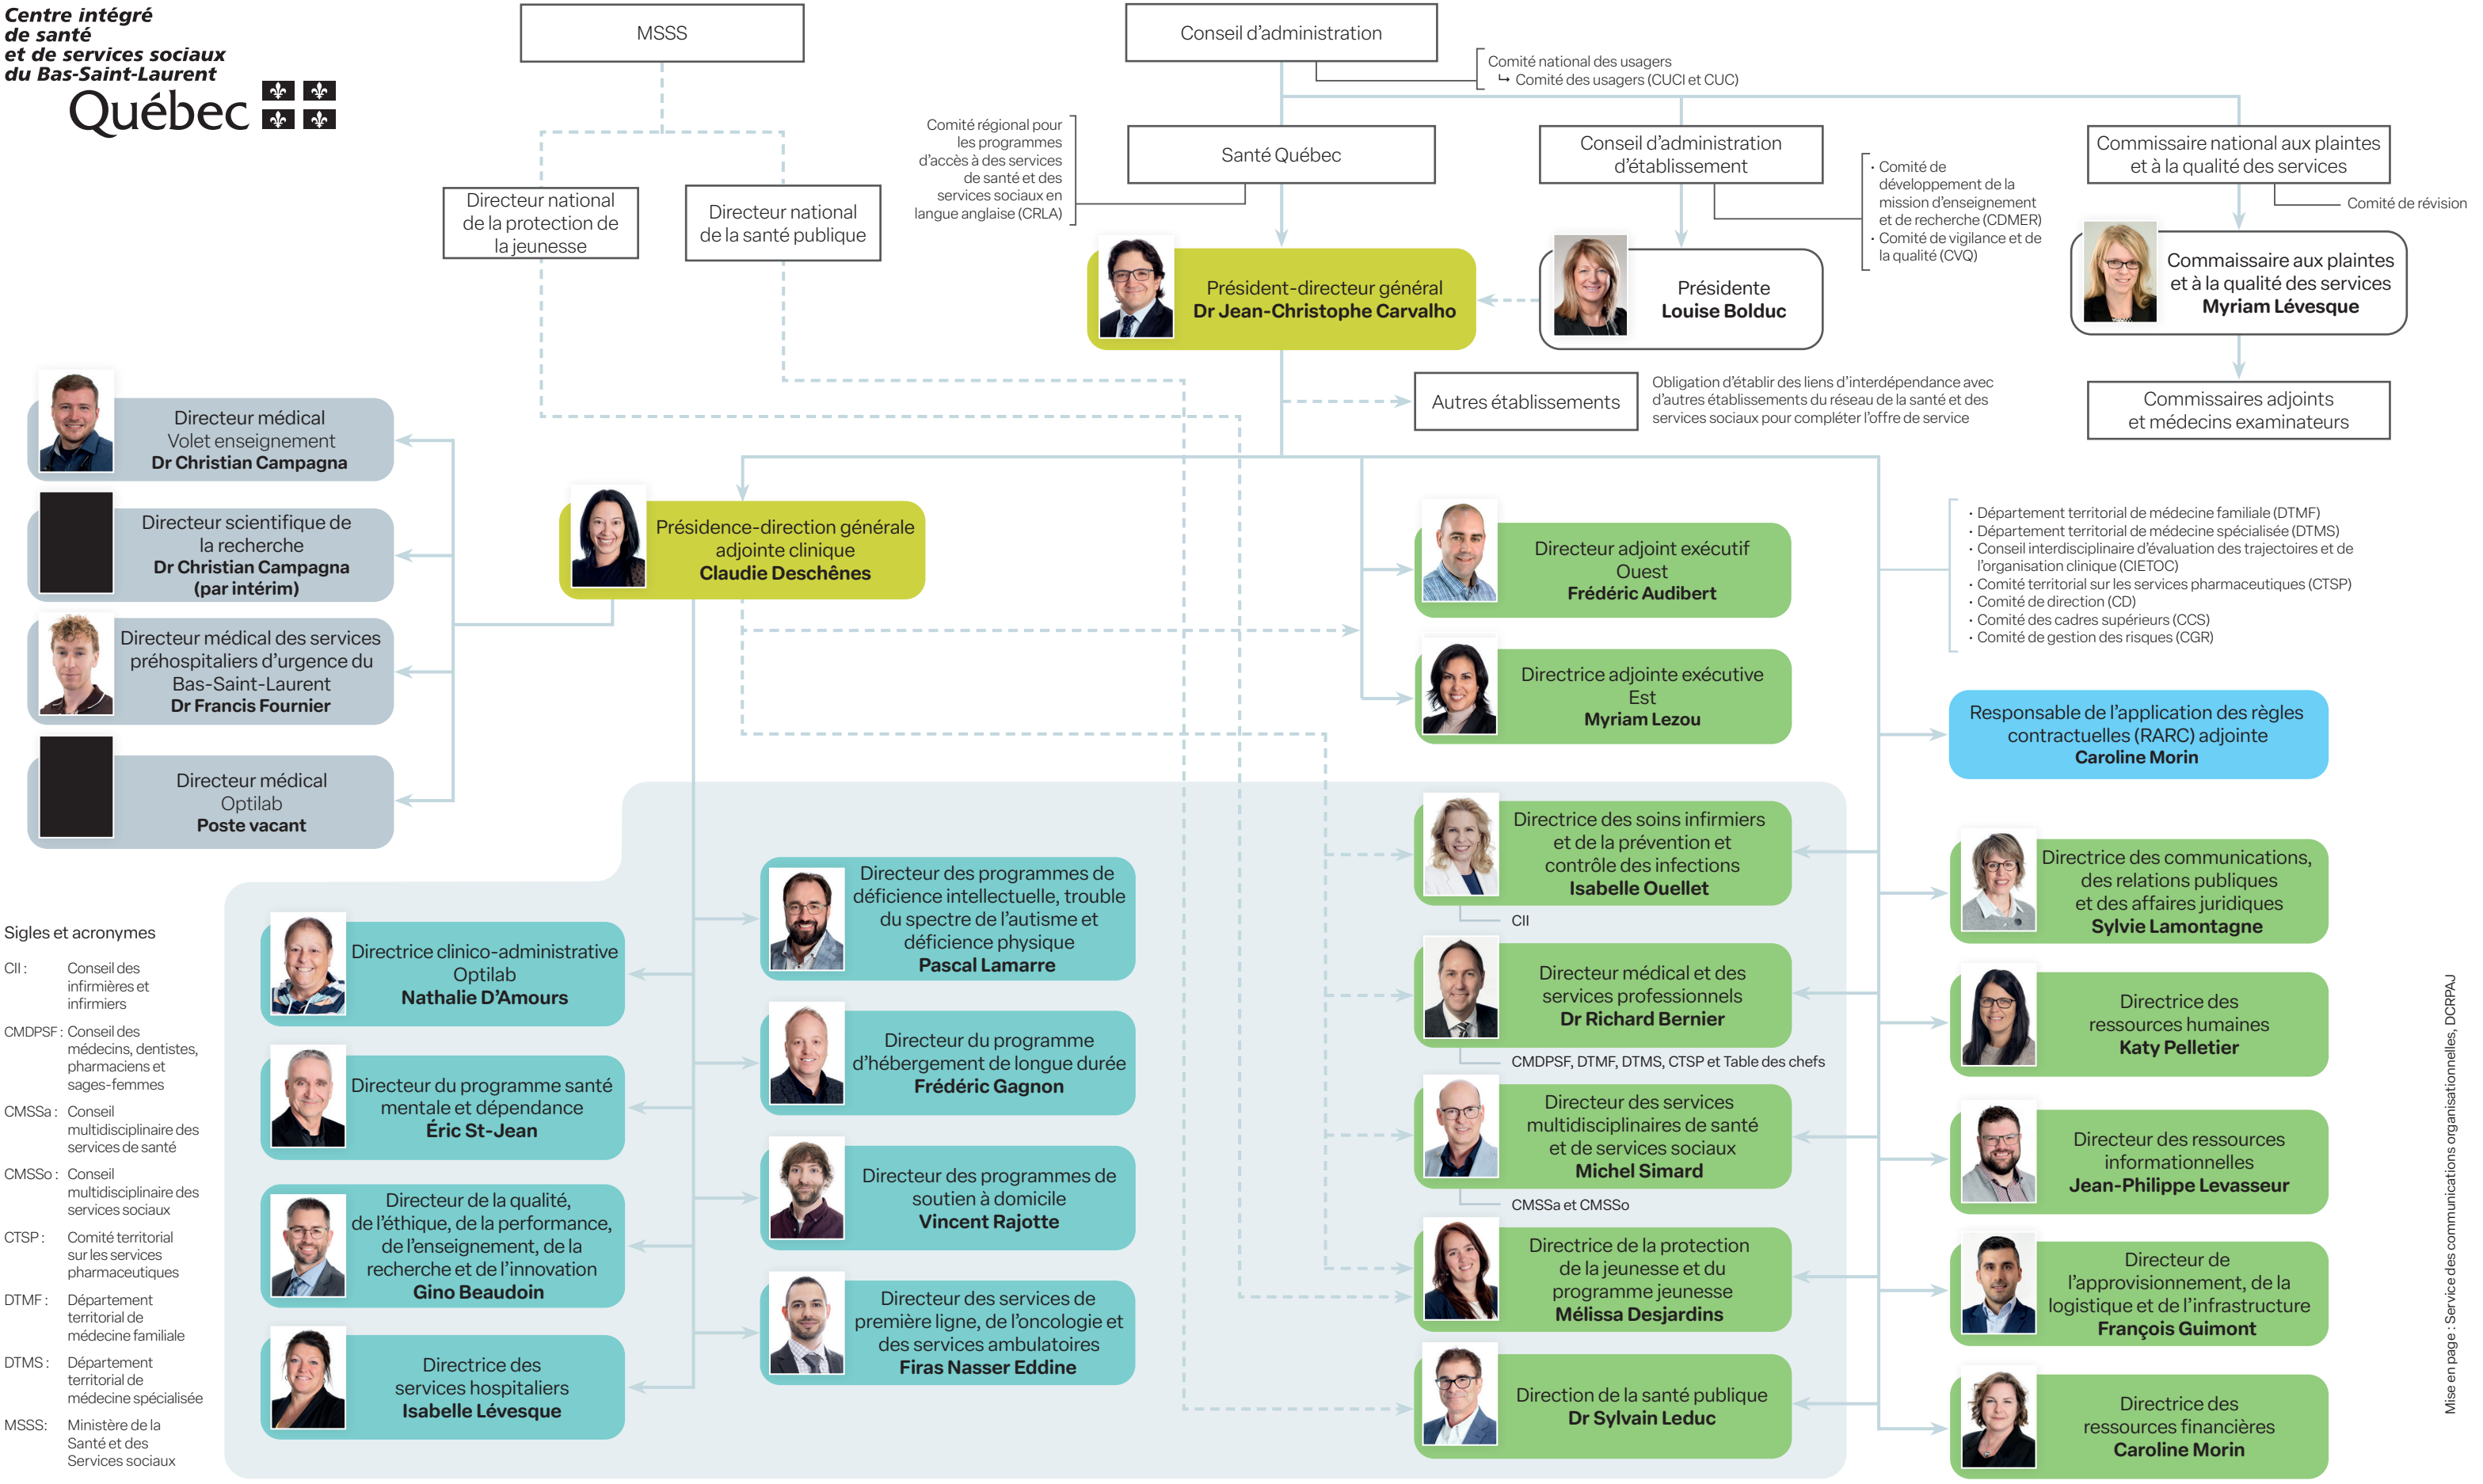 Centre intégré
de santé
et de services sociaux
du Bas-Saint-Laurent
Québec
MSSS
Conseil d'administration
Comité national des usagers
↳ Comité des usagers (CUCI et CUC)
Directeur national
de la protection de
la jeunesse
Directeur national
de la santé publique
Comité régional pour
les programmes
d'accès à des services
de santé et des
services sociaux en
langue anglaise (CRLA)
Santé Québec
Conseil d'administration
d'établissement
· Comité de
développement de la
mission d'enseignement
et de recherche (CDMER)
· Comité de vigilance et de
la qualité (CVQ)
Commissaire national aux plaintes
et à la qualité des services
Comité de révision
Président-directeur général
Dr Jean-Christophe Carvalho
Présidente
Louise Bolduc
Commaissaire aux plaintes
et à la qualité des services
Myriam Lévesque
Autres établissements
Obligation d'établir des liens d'interdépendance avec
d'autres établissements du réseau de la santé et des
services sociaux pour compléter l'offre de service
Commissaires adjoints
et médecins examinateurs
Directeur médical
Volet enseignement
Dr Christian Campagna
Directeur scientifique de
la recherche
Dr Christian Campagna
(par intérim)
Directeur médical des services
préhospitaliers d'urgence du
Bas-Saint-Laurent
Dr Francis Fournier
Directeur médical
Optilab
Poste vacant
Présidence-direction générale
adjointe clinique
Claudie Deschênes
Directeur adjoint exécutif
Ouest
Frédéric Audibert
Directrice adjointe exécutive
Est
Myriam Lezou
· Département territorial de médecine familiale (DTMF)
· Département territorial de médecine spécialisée (DTMS)
· Conseil interdisciplinaire d'évaluation des trajectoires et de
l'organisation clinique (CIETOC)
· Comité territorial sur les services pharmaceutiques (CTSP)
· Comité de direction (CD)
· Comité des cadres supérieurs (CCS)
· Comité de gestion des risques (CGR)
Responsable de l'application des règles
contractuelles (RARC) adjointe
Caroline Morin
Directrice clinico-administrative
Optilab
Nathalie D'Amours
Directeur du programme santé
mentale et dépendance
Éric St-Jean
Directeur de la qualité,
de l'éthique, de la performance,
de l'enseignement, de la
recherche et de l'innovation
Gino Beaudoin
Directrice des
services hospitaliers
Isabelle Lévesque
Directeur des programmes de
déficience intellectuelle, trouble
du spectre de l'autisme et
déficience physique
Pascal Lamarre
Directeur du programme
d'hébergement de longue durée
Frédéric Gagnon
Directeur des programmes de
soutien à domicile
Vincent Rajotte
Directeur des services de
première ligne, de l'oncologie et
des services ambulatoires
Firas Nasser Eddine
Directrice des soins infirmiers
et de la prévention et
contrôle des infections
Isabelle Ouellet
CII
Directeur médical et des
services professionnels
Dr Richard Bernier
CMDPSF, DTMF, DTMS, CTSP et Table des chefs
Directeur des services
multidisciplinaires de santé
et de services sociaux
Michel Simard
CMSSa et CMSSo
Directrice de la protection
de la jeunesse et du
programme jeunesse
Mélissa Desjardins
Direction de la santé publique
Dr Sylvain Leduc
Directrice des communications,
des relations publiques
et des affaires juridiques
Sylvie Lamontagne
Directrice des
ressources humaines
Katy Pelletier
Directeur des ressources
informationnelles
Jean-Philippe Levasseur
Directeur de
l'approvisionnement, de la
logistique et de l'infrastructure
François Guimont
Directrice des
ressources financières
Caroline Morin
Sigles et acronymes
CII : Conseil des
infirmières et
infirmiers
CMDPSF : Conseil des
médecins, dentistes,
pharmaciens et
sages-femmes
CMSSa : Conseil
multidisciplinaire des
services de santé
CMSSo : Conseil
multidisciplinaire des
services sociaux
CTSP : Comité territorial
sur les services
pharmaceutiques
DTMF : Département
territorial de
médecine familiale
DTMS : Département
territorial de
médecine spécialisée
MSSS: Ministère de la
Santé et des
Services sociaux
Mise en page : Service des communications organisationnelles, DCRPAJ